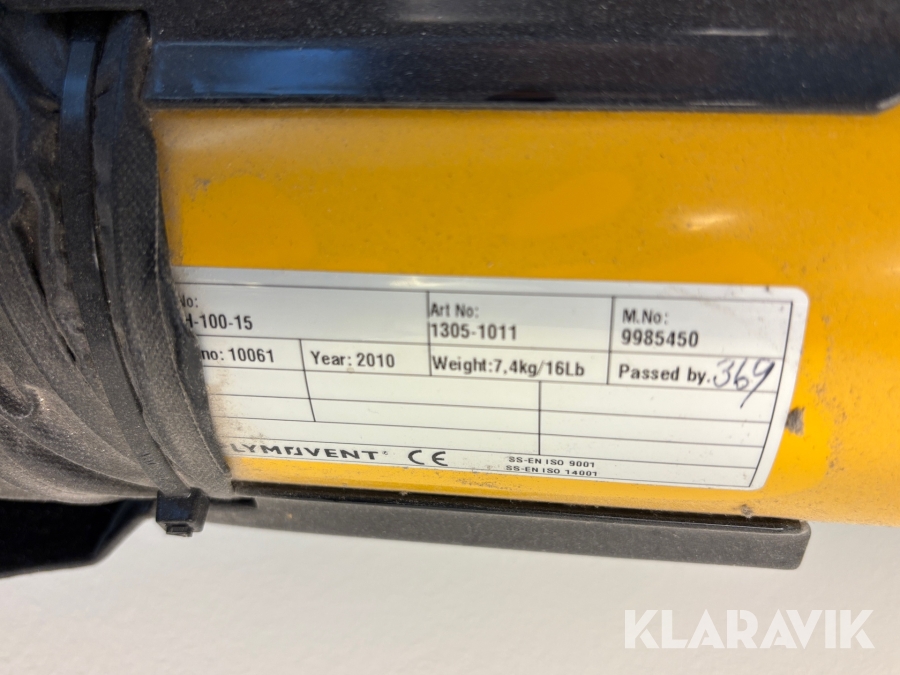 No:
H-100-15
Art No:
1305-1011
M.No:
9985450
no: 10061
Year: 2010
Weight:7,4kg/16Lb
Passed by. 369
LYMOVENT® CE
SS-EN ISO 9001
SS-EN ISO 14001
KLARAVIK